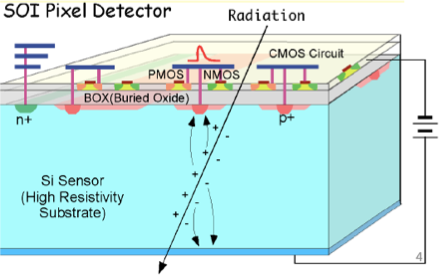 SOI Pixel Detector
Radiation
CMOS Circuit
PMOS
NMOS
BOX(Buried Oxide)
n+
p+
Si Sensor
(High Resistivity
Substrate)
+ -
+ -
+ -
+ -
+ -
+ -
4